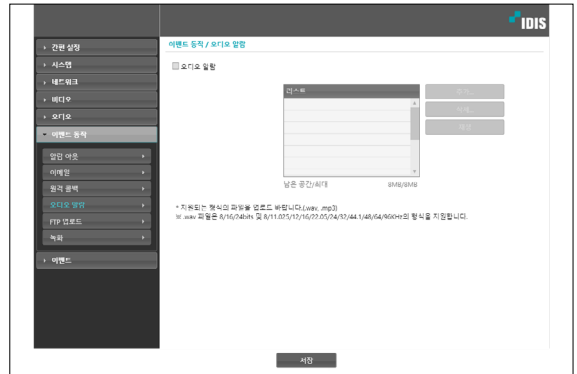 IDIS
간편 설정
시스템
네트워크
비디오
오디오
이벤트 동작
알람 아웃
이메일
원격 콜백
오디오 알람
FTP 업로드
녹화
이벤트
이벤트 동작 / 오디오 알람
오디오 알람
리스트
추가...
삭제...
재생
남은 공간/최대 8MB/8MB
* 지원되는 형식의 파일을 업로드 바랍니다.(.wav, .mp3)
※ .wav 파일은 8/16/24bits 및 8/11.025/12/16/22.05/24/32/44.1/48/64/96KHz의 형식을 지원합니다.
저장